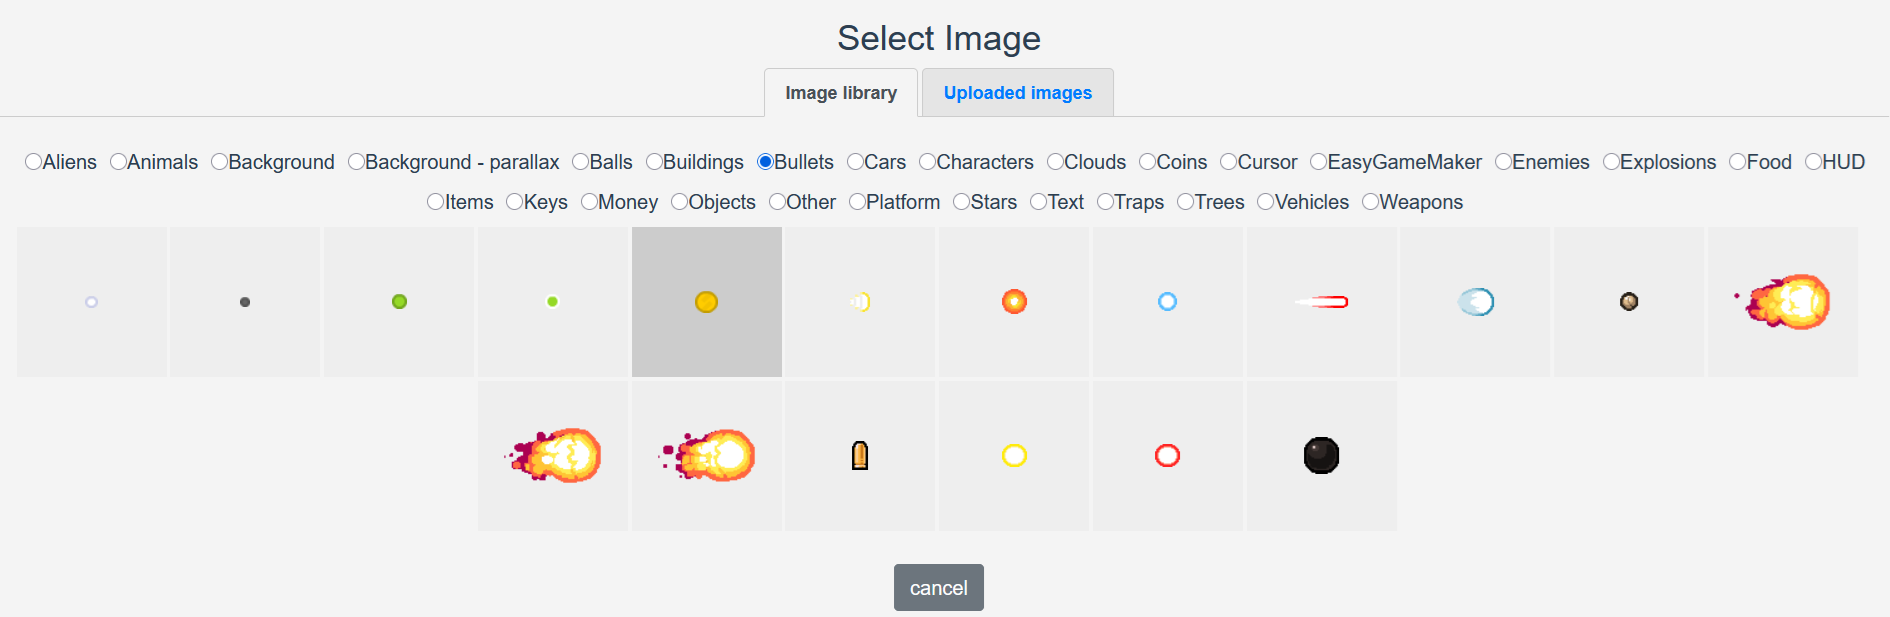 Select Image
Image library Uploaded images
Aliens Animals Background Background - parallax Balls Buildings Bullets Cars Characters Clouds Coins Cursor EasyGameMaker Enemies Explosions Food HUD
Items Keys Money Objects Other Platform Stars Text Traps Trees Vehicles Weapons
cancel